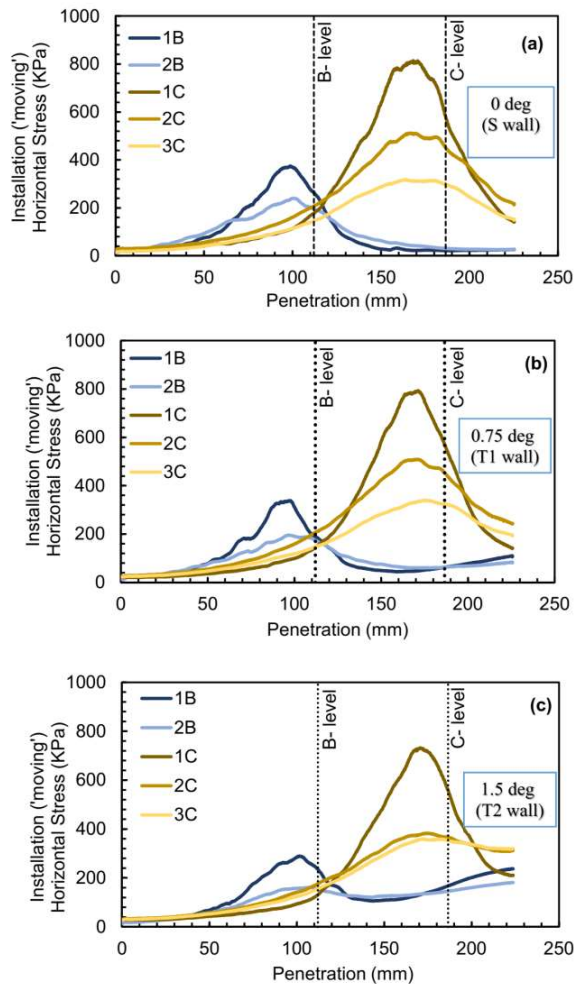 1000
800
600
400
200
0
Installation ('moving')
Horizontal Stress (KPa)
1B
2B
1C
2C
3C
B- level
C- level
(a)
0 deg
(S wall)
0
50
100
150
200
250
Penetration (mm)
1000
800
600
400
200
0
Installation ('moving')
Horizontal Stress (KPa)
1B
2B
1C
2C
3C
B- level
C- level
(b)
0.75 deg
(T1 wall)
0
50
100
150
200
250
Penetration (mm)
1000
800
600
400
200
0
Installation ('moving')
Horizontal Stress (KPa)
1B
2B
1C
2C
3C
B- level
C- level
(c)
1.5 deg
(T2 wall)
0
50
100
150
200
250
Penetration (mm)